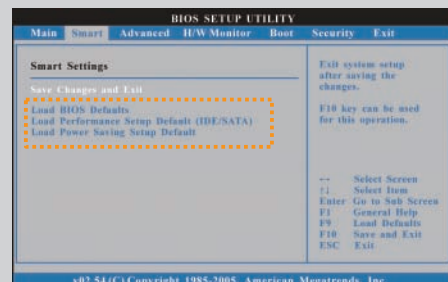 BIOS SETUP UTILITY
Main Smart Advanced H/W Monitor Boot Security Exit
Smart Settings
Save Changes and Exit
Load BIOS Defaults
Load Performance Setup Default (IDE/SATA)
Load Power Saving Setup Default
Exit system setup
after saving the
changes.
F10 key can be used
for this operation.
←→ Select Screen
↑↓ Select Item
Enter Go to Sub Screen
F1 General Help
F9 Load Defaults
F10 Save and Exit
ESC Exit
v02.54 (C) Copyright 1985-2005, American Megatrends, Inc.